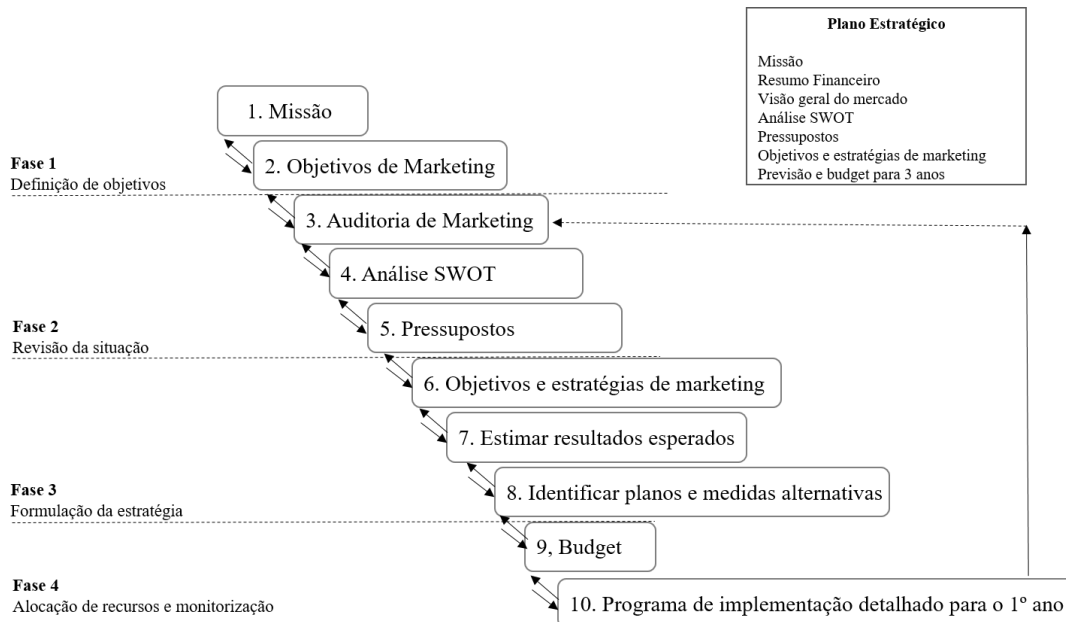 Plano Estratégico
Missão
Resumo Financeiro
Visão geral do mercado
Análise SWOT
Pressupostos
Objetivos e estratégias de marketing
Previsão e budget para 3 anos
1. Missão
2. Objetivos de Marketing
Fase 1
Definição de objetivos
3. Auditoria de Marketing
4. Análise SWOT
5. Pressupostos
Fase 2
Revisão da situação
6. Objetivos e estratégias de marketing
7. Estimar resultados esperados
8. Identificar planos e medidas alternativas
Fase 3
Formulação da estratégia
9, Budget
Fase 4
Alocação de recursos e monitorização
10. Programa de implementação detalhado para o 1º ano